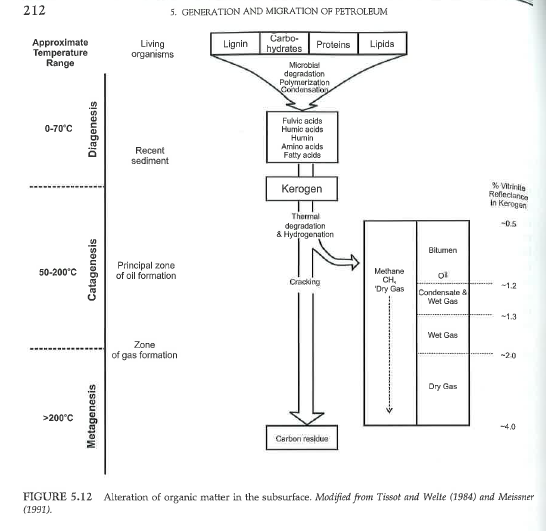 212
5. GENERATION AND MIGRATION OF PETROLEUM
Approximate
Temperature
Range
Living
organisms
Lignin
Carbo-
hydrates
Proteins
Lipids
Microbial
degradation
Polymerization
Condensation
0-70°C
Diagenesis
Recent
sediment
Fulvic acids
Humic acids
Humin
Amino acids
Fatty acids
Kerogen
% Vitrinite
Reflectance
in Kerogen
Thermal
degradation
& Hydrogenation
~0.5
50-200°C
Catagenesis
Principal zone
of oil formation
Cracking
Methane
CH₄
'Dry Gas
Bitumen
Oil
~1.2
Condensate &
Wet Gas
~1.3
Wet Gas
~2.0
Zone
of gas formation
Dry Gas
>200°C
Metagenesis
Carbon residue
~4.0
FIGURE 5.12 Alteration of organic matter in the subsurface. Modified from Tissot and Welte (1984) and Meissner
(1991).